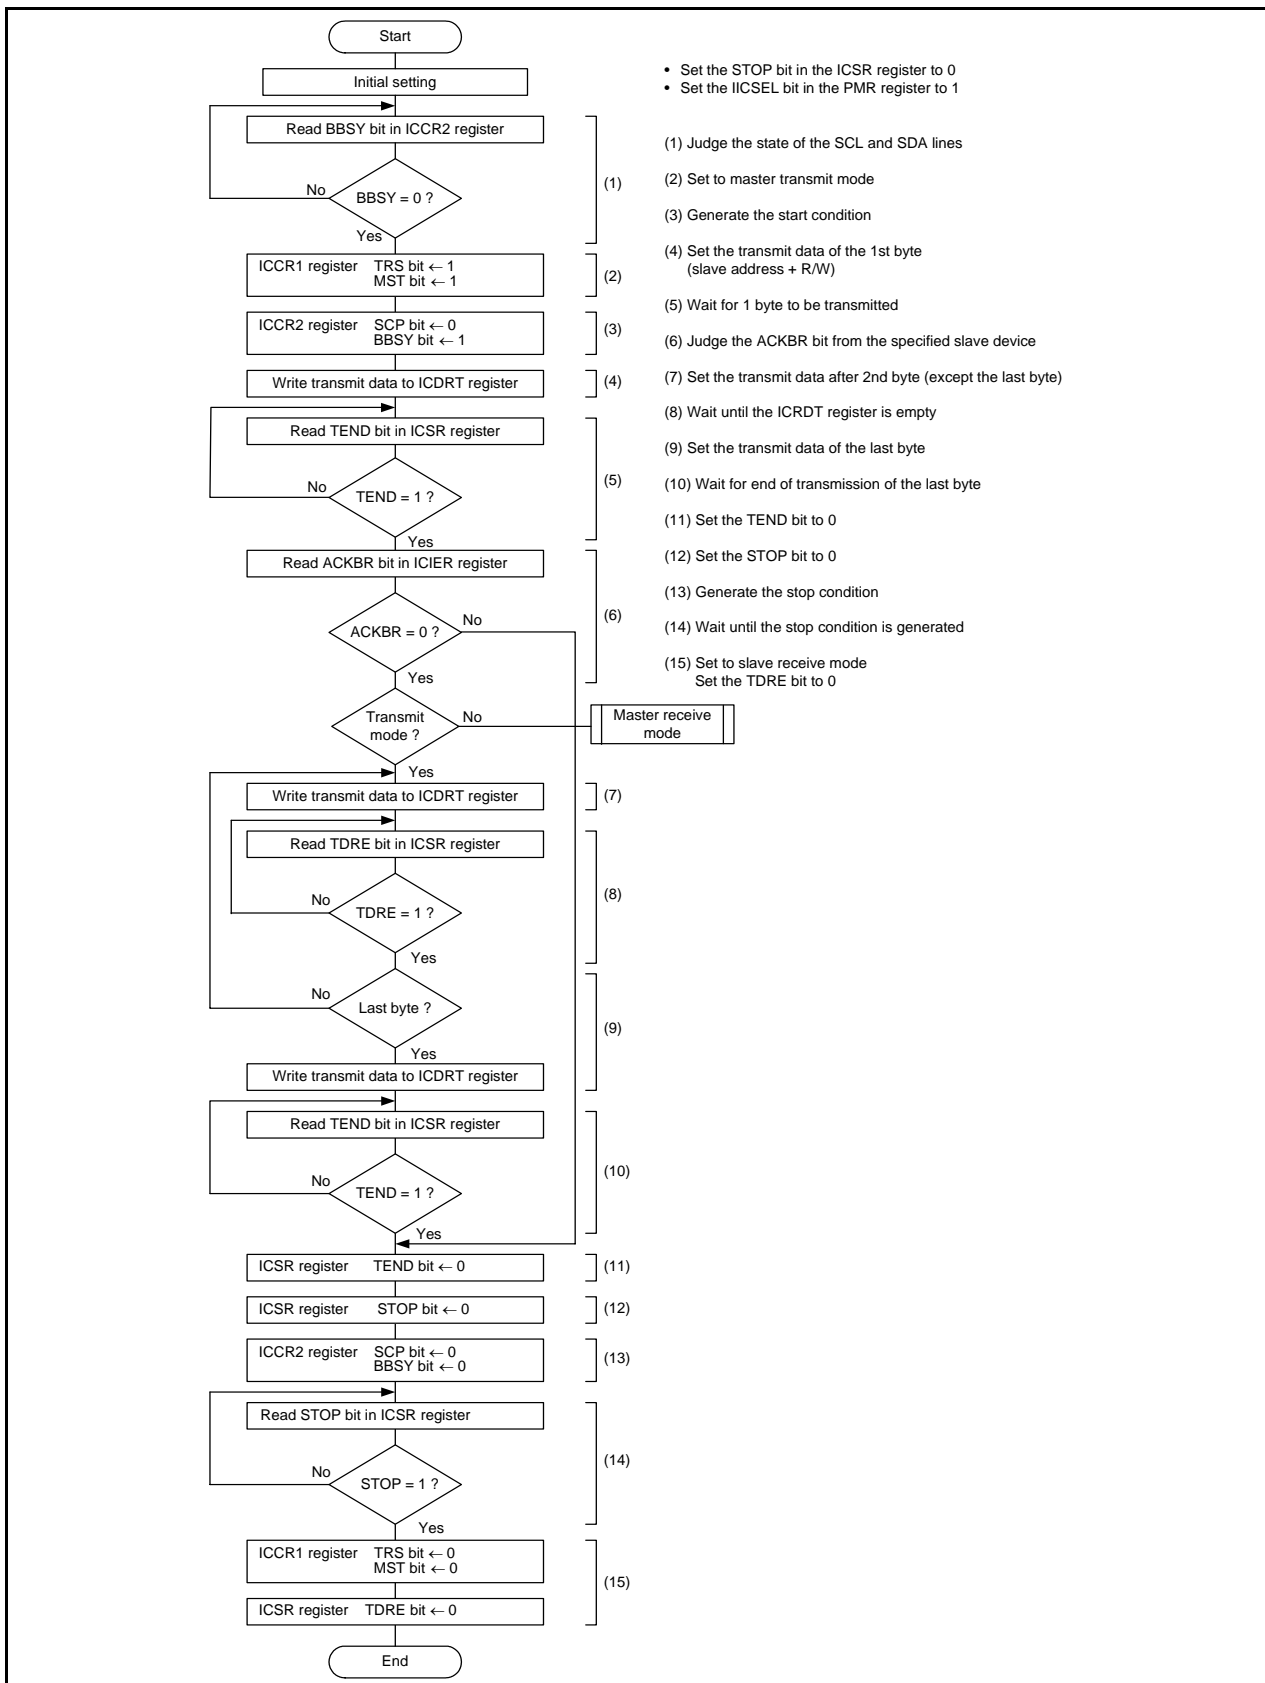 Start
Initial setting
• Set the STOP bit in the ICSR register to 0
• Set the IICSEL bit in the PMR register to 1
Read BBSY bit in ICCR2 register
No
BBSY = 0 ?
Yes
(1)
ICCR1 register TRS bit ← 1
MST bit ← 1
(2)
ICCR2 register SCP bit ← 0
BBSY bit ← 1
(3)
Write transmit data to ICDRT register
(4)
Read TEND bit in ICSR register
No
TEND = 1 ?
Yes
(5)
Read ACKBR bit in ICIER register
ACKBR = 0 ?
No
Yes
(6)
Transmit
mode ?
No
Yes
Master receive
mode
Write transmit data to ICDRT register
(7)
Read TDRE bit in ICSR register
No
TDRE = 1 ?
Yes
(8)
No
Last byte ?
Yes
Write transmit data to ICDRT register
(9)
Read TEND bit in ICSR register
No
TEND = 1 ?
Yes
(10)
ICSR register TEND bit ← 0
(11)
ICSR register STOP bit ← 0
(12)
ICCR2 register SCP bit ← 0
BBSY bit ← 0
(13)
Read STOP bit in ICSR register
No
STOP = 1 ?
Yes
(14)
ICCR1 register TRS bit ← 0
MST bit ← 0
ICSR register TDRE bit ← 0
(15)
End
(1) Judge the state of the SCL and SDA lines
(2) Set to master transmit mode
(3) Generate the start condition
(4) Set the transmit data of the 1st byte
(slave address + R/W)
(5) Wait for 1 byte to be transmitted
(6) Judge the ACKBR bit from the specified slave device
(7) Set the transmit data after 2nd byte (except the last byte)
(8) Wait until the ICRDT register is empty
(9) Set the transmit data of the last byte
(10) Wait for end of transmission of the last byte
(11) Set the TEND bit to 0
(12) Set the STOP bit to 0
(13) Generate the stop condition
(14) Wait until the stop condition is generated
(15) Set to slave receive mode
Set the TDRE bit to 0